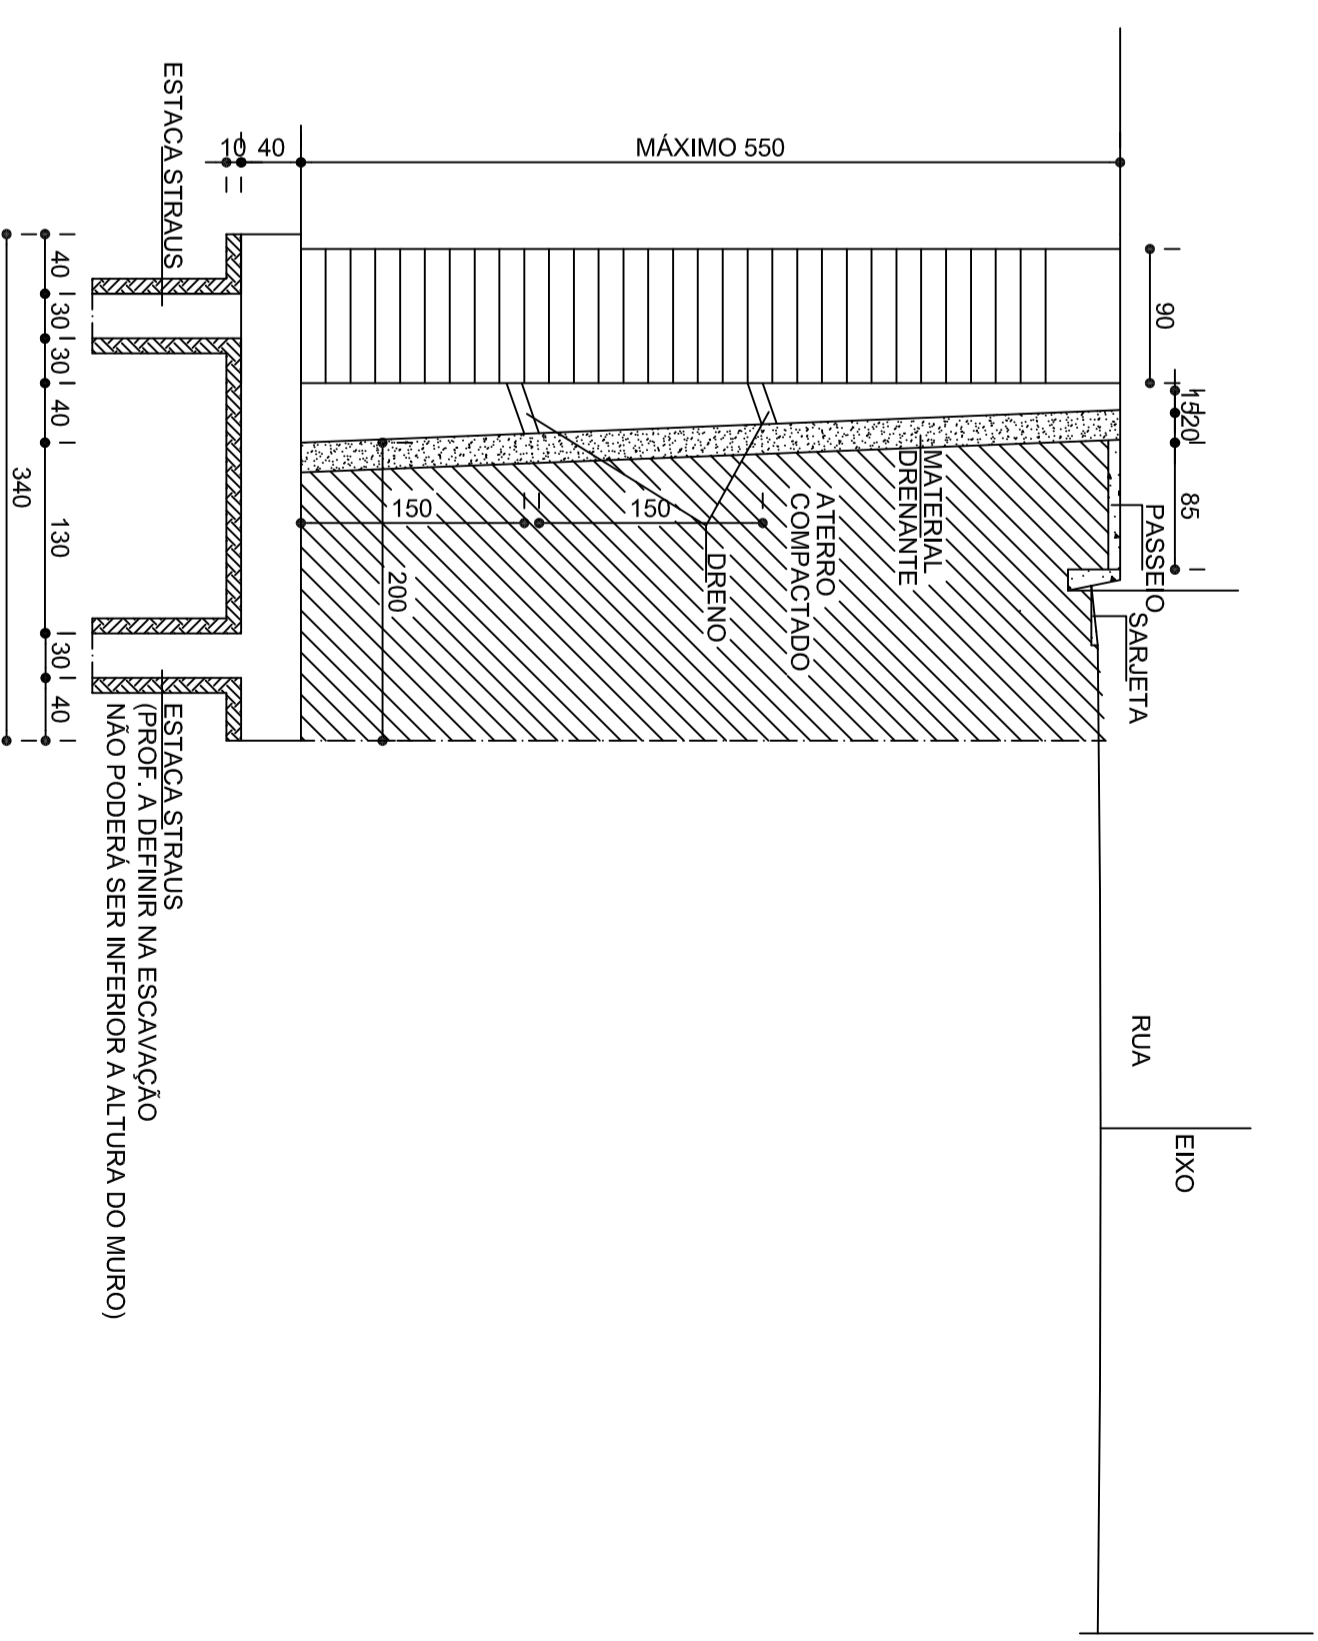 RUA
EIXO
90
15
20
85
PASSEIO
SARJETA
MATERIAL
DRENANTE
ATERRO
COMPACTADO
DRENO
MÁXIMO 550
150
150
200
40
10
ESTACA STRAUS
ESTACA STRAUS
(PROF. A DEFINIR NA ESCAVAÇÃO
NÃO PODERÁ SER INFERIOR A ALTURA DO MURO)
40
30
30
40
130
30
40
340